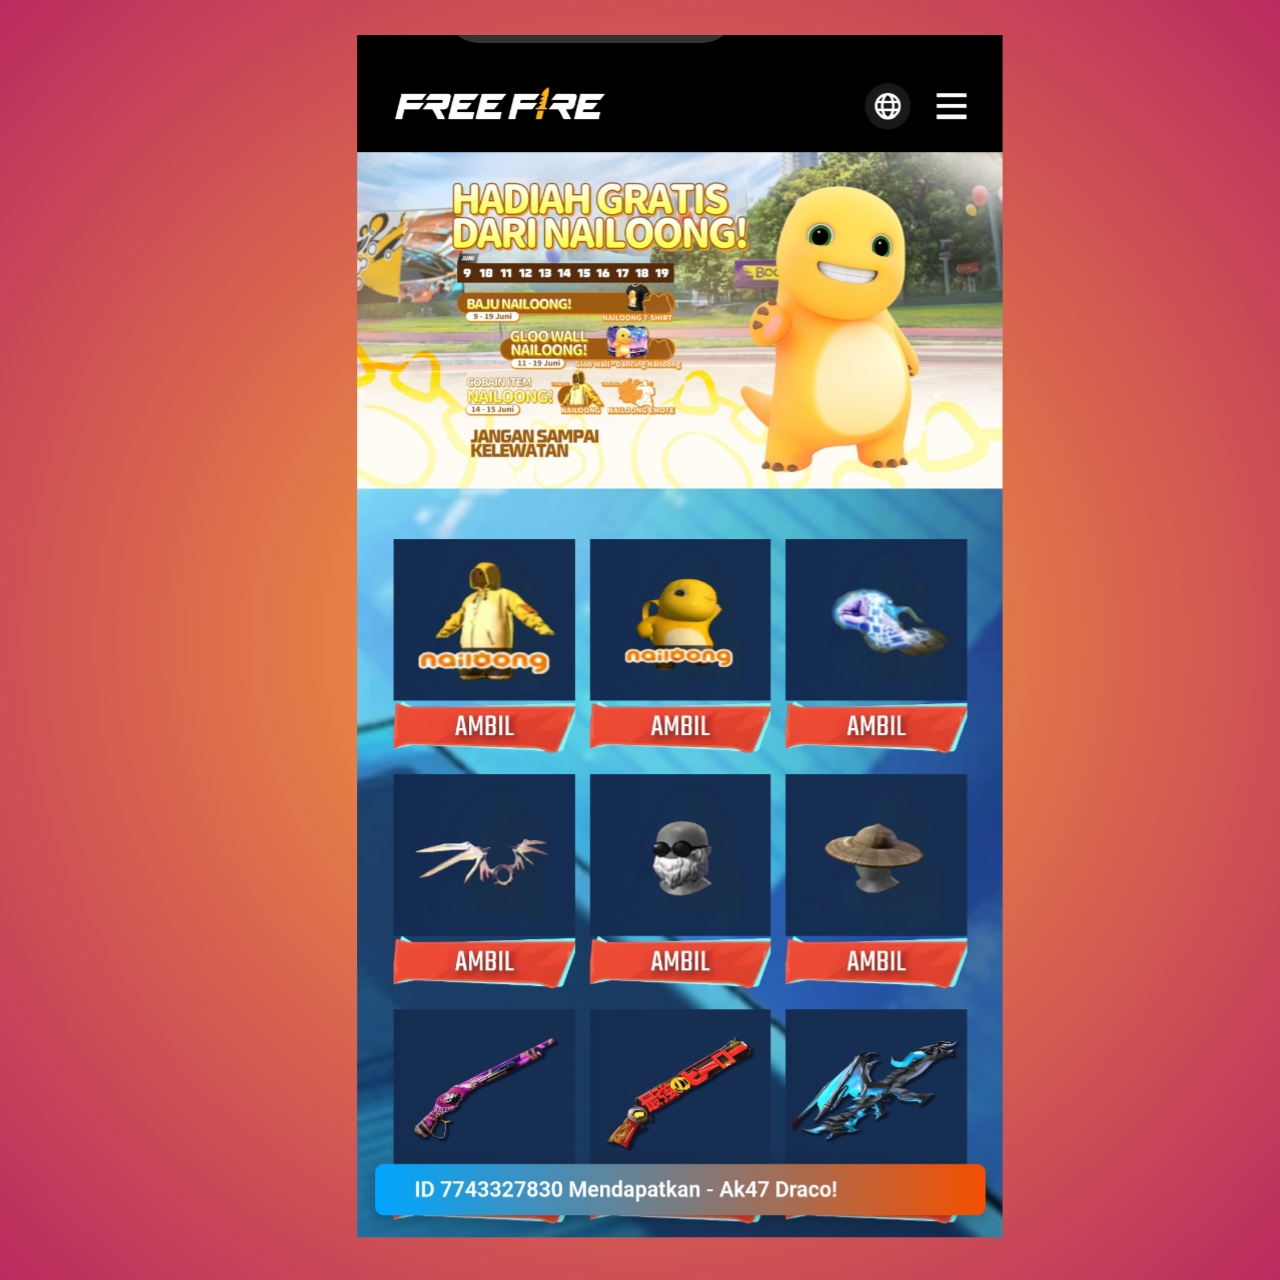 FREE FIRE
HADIAH GRATIS
DARI NAILOONG!
JUNI
9 10 11 12 13 14 15 16 17 18 19
BAJU NAILOONG!
9 - 19 Juni
NAILOONG T-SHIRT
GLOO WALL
NAILOONG!
11 - 19 Juni
Gloo Wall - Dancing Nailoong
COBAIN ITEM
NAILOONG!
14 - 15 Juni
NAILOONG
NAILOONG EMOTE
JANGAN SAMPAI
KELEWATAN
nailoong
nailoong
AMBIL
AMBIL
AMBIL
AMBIL
AMBIL
AMBIL
ID 7743327830 Mendapatkan - Ak47 Draco!